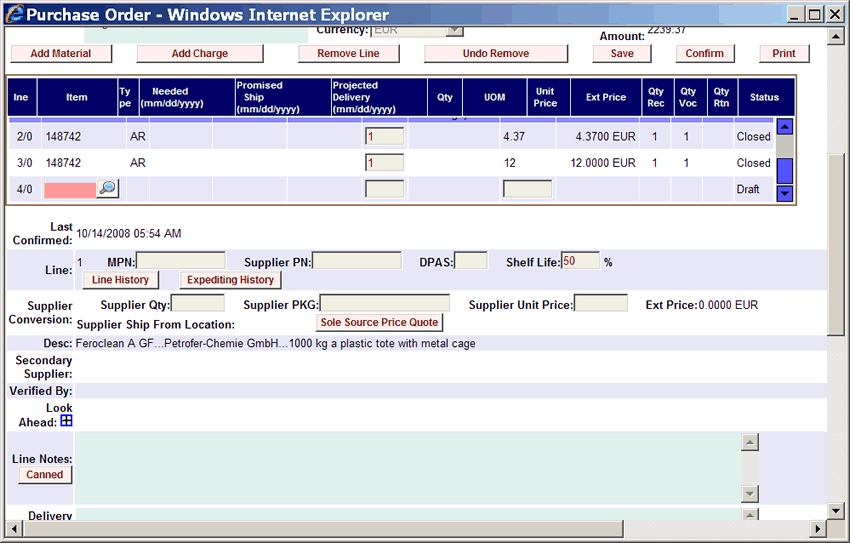 Purchase Order - Windows Internet Explorer
Currency: EUR
Amount: 2239.37
Add Material Add Charge Remove Line Undo Remove Save Confirm Print
lne Item Ty pe Needed (mm/dd/yyyy) Promised Ship (mm/dd/yyyy) Projected Delivery (mm/dd/yyyy) Qty UOM Unit Price Ext Price Qty Rec Qty Voc Qty Rtn Status
2/0 148742 AR 1 4.37 4.3700 EUR 1 1 Closed
3/0 148742 AR 1 12 12.0000 EUR 1 1 Closed
4/0 Draft
Last Confirmed: 10/14/2008 05:54 AM
Line: 1 MPN: Supplier PN: DPAS: Shelf Life: 50 %
Line History Expediting History
Supplier Conversion: Supplier Qty: Supplier PKG: Supplier Unit Price: Ext Price:0.0000 EUR
Supplier Ship From Location: Sole Source Price Quote
Desc: Feroclean A GF...Petrofer-Chemie GmbH...1000 kg a plastic tote with metal cage
Secondary Supplier:
Verified By:
Look Ahead:
Line Notes:
Canned
Delivery